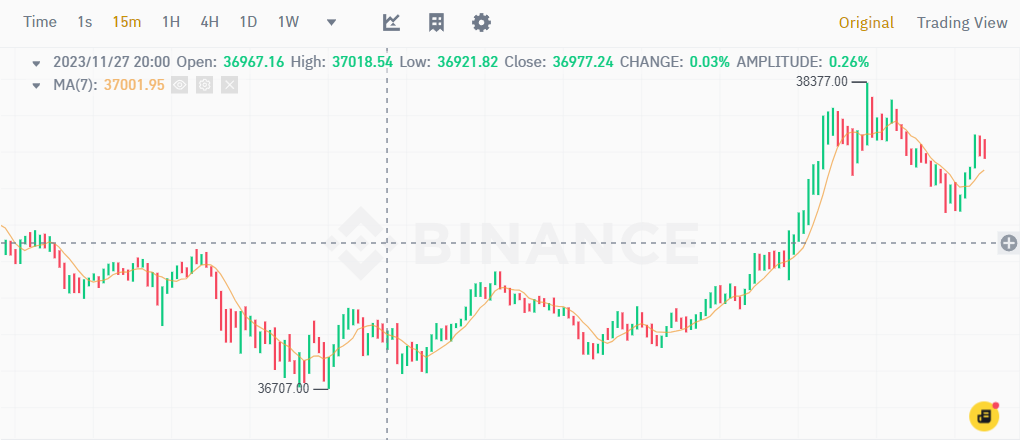 Time 1s 15m 1H 4H 1D 1W Original Trading View
2023/11/27 20:00 Open: 36967.16 High: 37018.54 Low: 36921.82 Close: 36977.24 CHANGE: 0.03% AMPLITUDE: 0.26%
MA(7): 37001.95
38377.00
BINANCE
36707.00